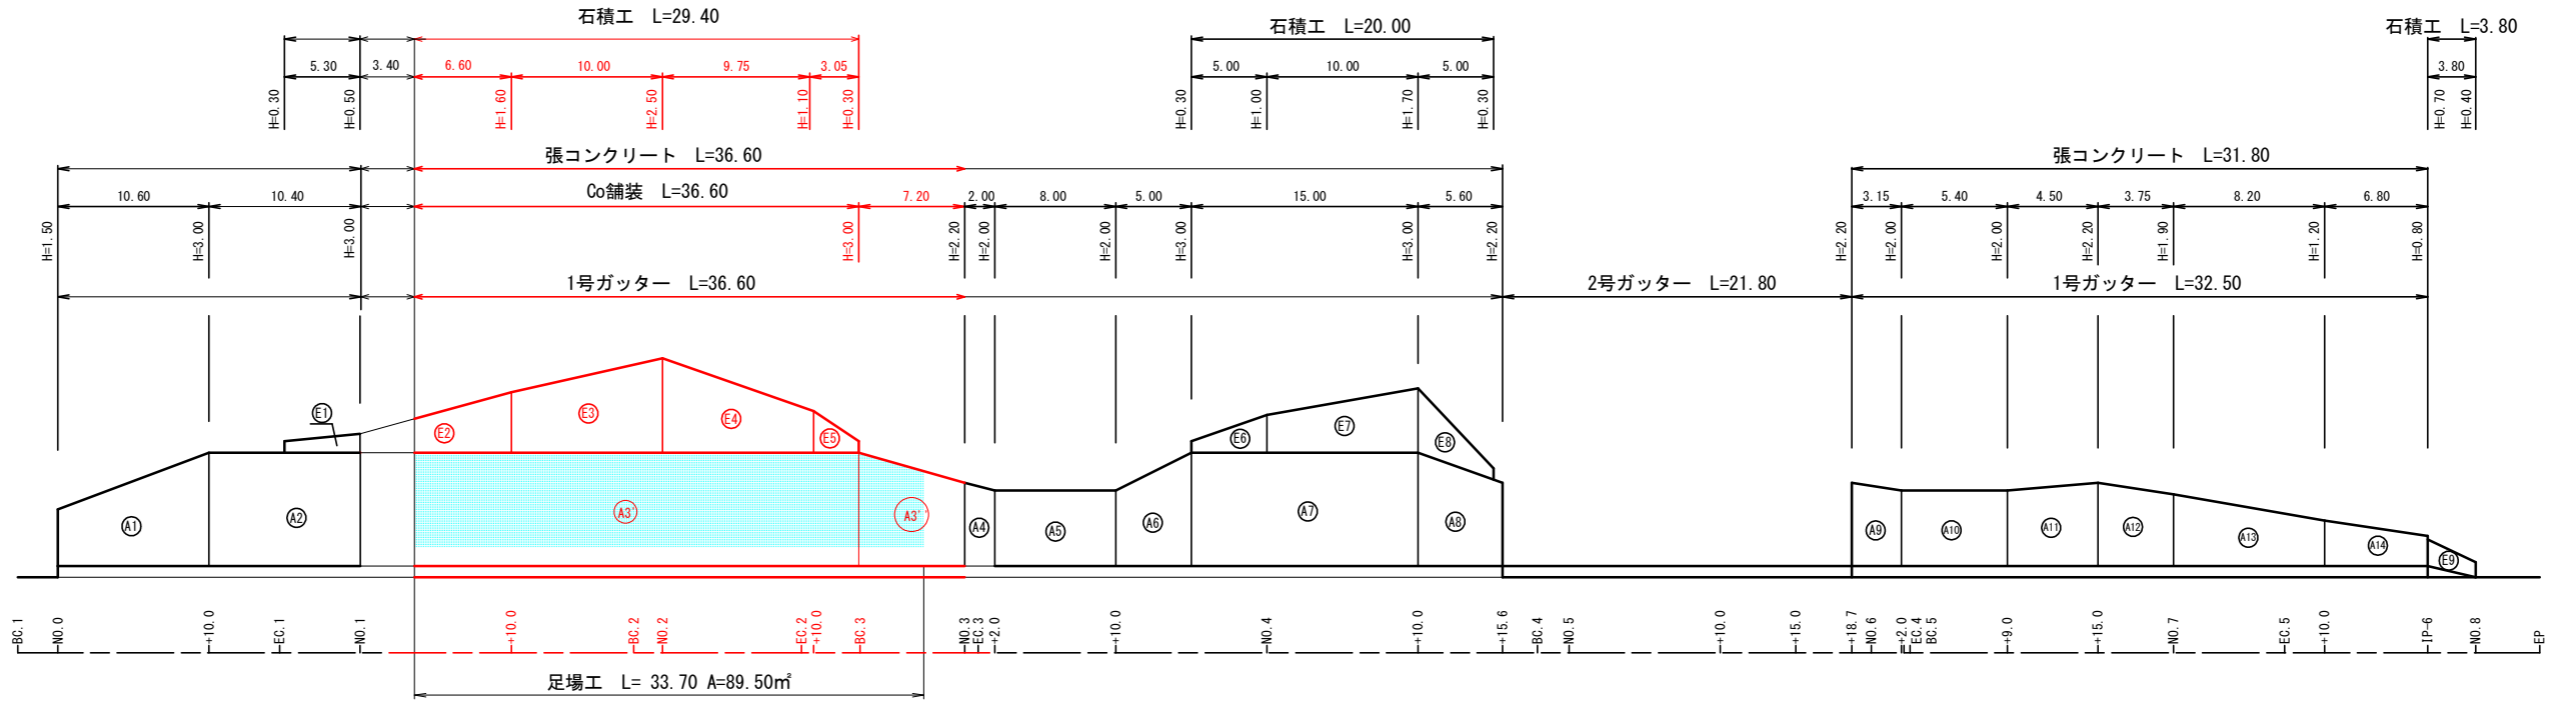 石積工 L=29.40
石積工 L=20.00
石積工 L=3.80
5.30 3.40 6.60 10.00 9.75 3.05
5.00 10.00 5.00
3.80
H=0.30 H=0.50 H=1.60 H=2.50 H=1.10 H=0.30
H=0.30 H=1.00 H=1.70 H=0.30
H=0.70 H=0.40
張コンクリート L=36.60
張コンクリート L=31.80
Co舗装 L=36.60
10.60 10.40 7.20 2.00 8.00 5.00 15.00 5.60
3.15 5.40 4.50 3.75 8.20 6.80
H=1.50 H=3.00 H=3.00 H=3.00 H=2.20 H=2.00 H=2.00 H=3.00 H=3.00 H=2.20
H=2.20 H=2.00 H=2.00 H=2.20 H=1.90 H=1.20 H=0.80
1号ガッター L=36.60
2号ガッター L=21.80
1号ガッター L=32.50
E1 E2 E3 E4 E5 E6 E7 E8 E9
A1 A2 A3' A3'' A4 A5 A6 A7 A8 A9 A10 A11 A12 A13 A14
BC.1 NO.0 +10.0 EC.1 NO.1 +10.0 BC.2 NO.2 EC.2 +10.0 BC.3 NO.3 EC.3 +2.0 +10.0 NO.4 +10.0 +15.6 BC.4 NO.5 +10.0 +15.0 +18.7 NO.6 +2.0 EC.4 BC.5 +9.0 +15.0 NO.7 EC.5 +10.0 IP-6 NO.8 EP
足場工 L= 33.70 A=89.50㎡